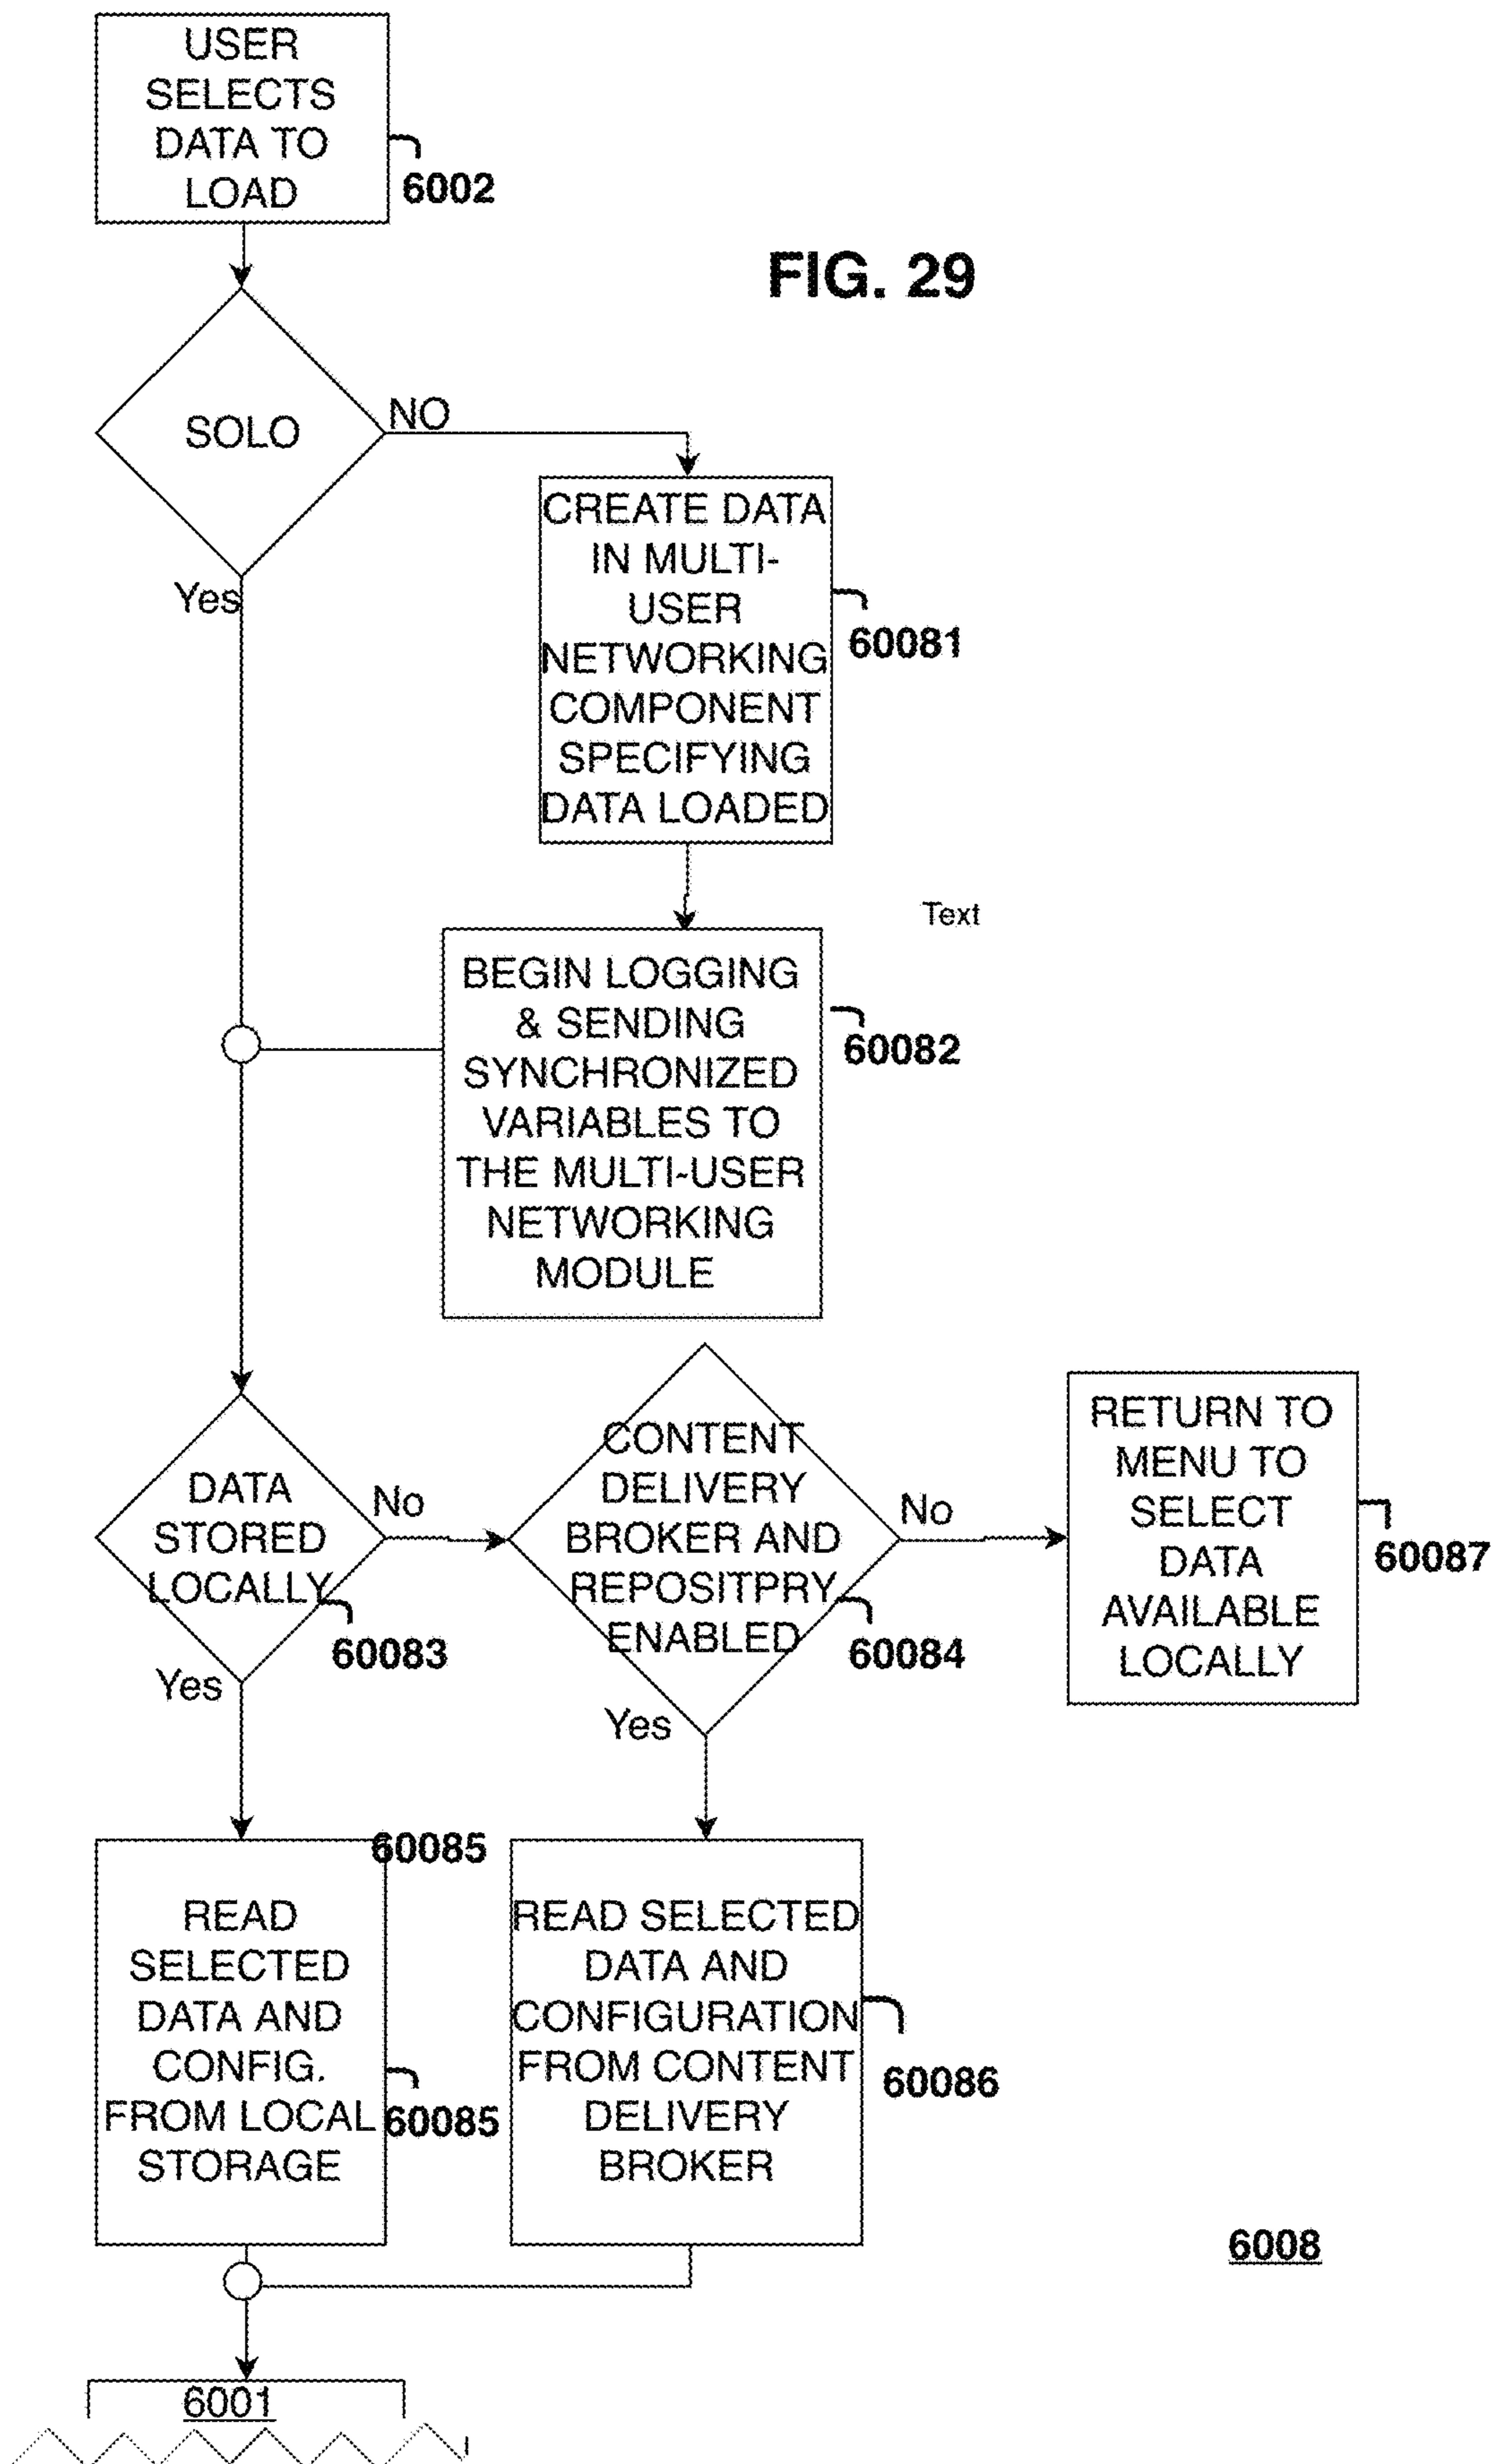 USER
SELECTS
DATA TO
LOAD
6002
FIG. 29
SOLO
NO
Yes
CREATE DATA
IN MULTI-
USER
NETWORKING
COMPONENT
SPECIFYING
DATA LOADED
60081
Text
BEGIN LOGGING
& SENDING
SYNCHRONIZED
VARIABLES TO
THE MULTI-USER
NETWORKING
MODULE
60082
DATA
STORED
LOCALLY
60083
No
Yes
CONTENT
DELIVERY
BROKER AND
REPOSITPRY
ENABLED
60084
No
Yes
RETURN TO
MENU TO
SELECT
DATA
AVAILABLE
LOCALLY
60087
60085
READ
SELECTED
DATA AND
CONFIG.
FROM LOCAL
STORAGE
60085
READ SELECTED
DATA AND
CONFIGURATION
FROM CONTENT
DELIVERY
BROKER
60086
6008
6001